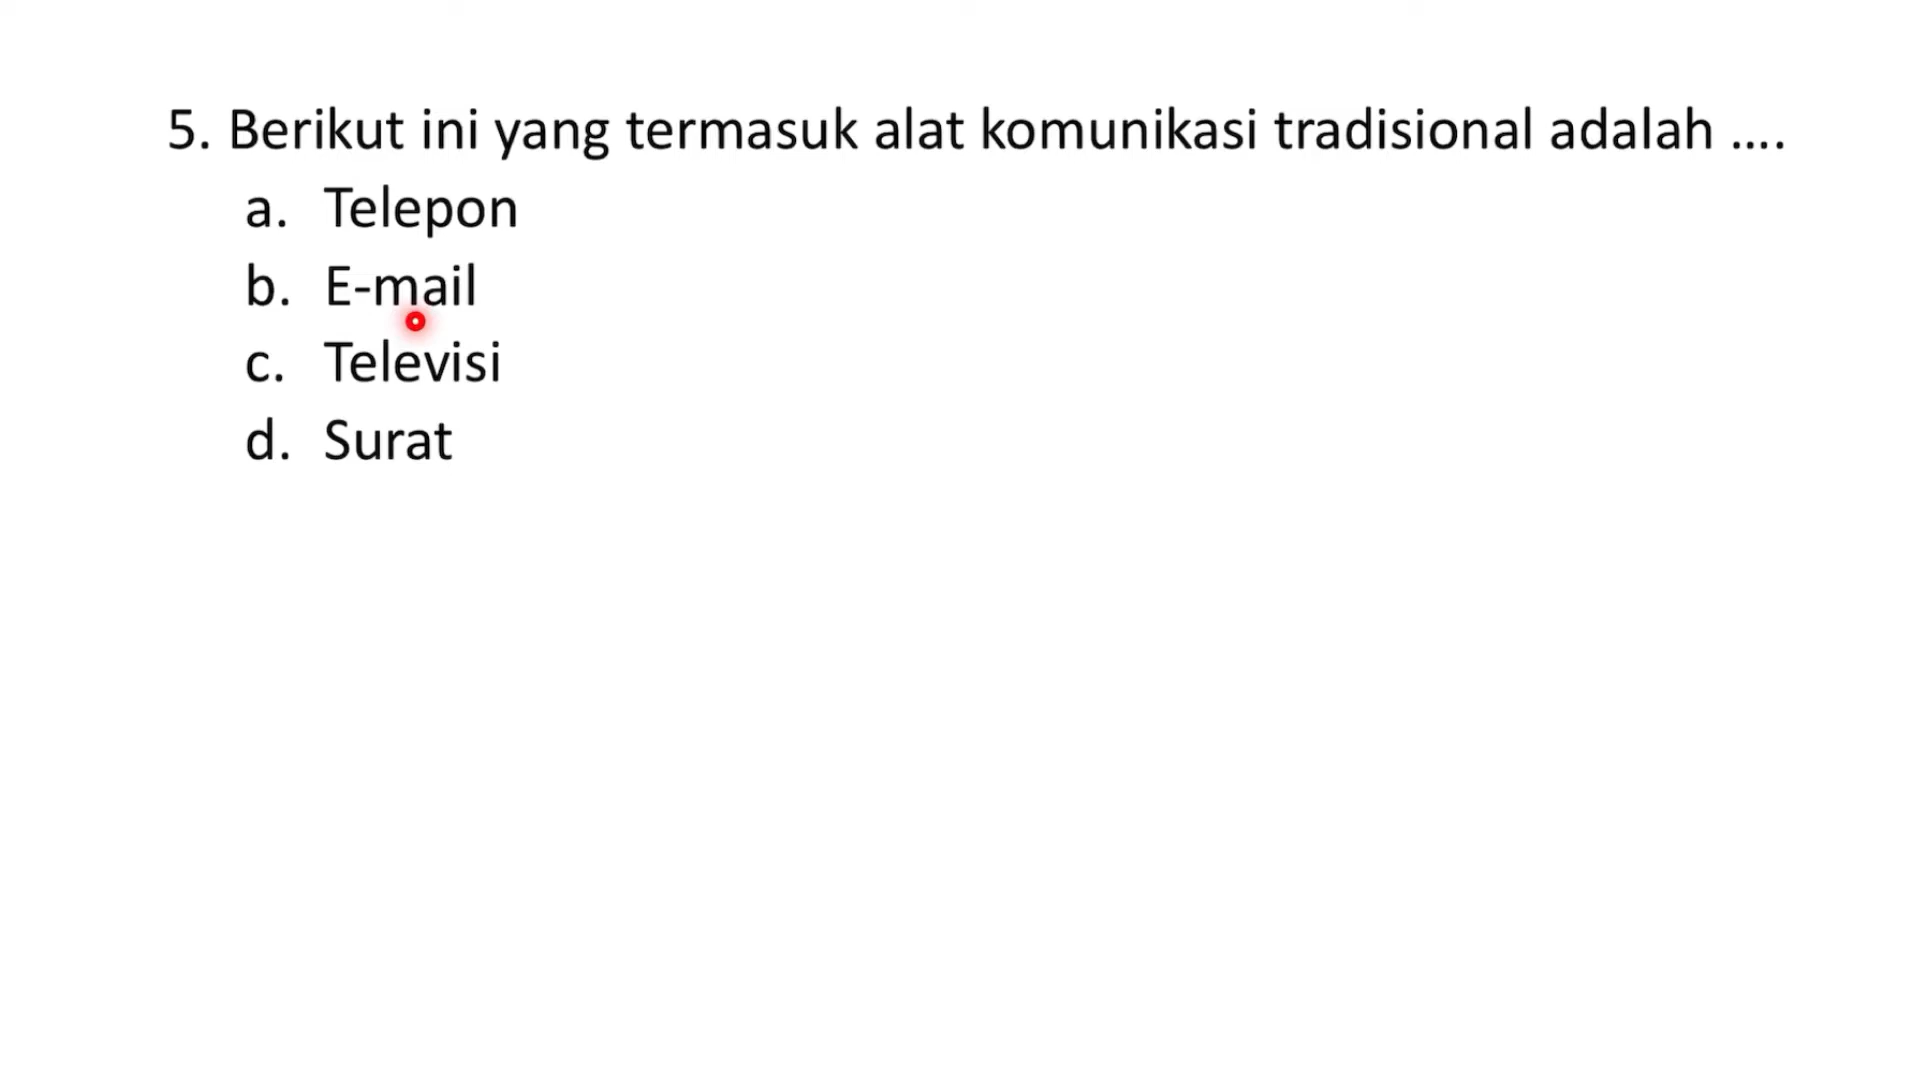 5. Berikut ini yang termasuk alat komunikasi tradisional adalah ....
a. Telepon
b. E-mail
c. Televisi
d. Surat